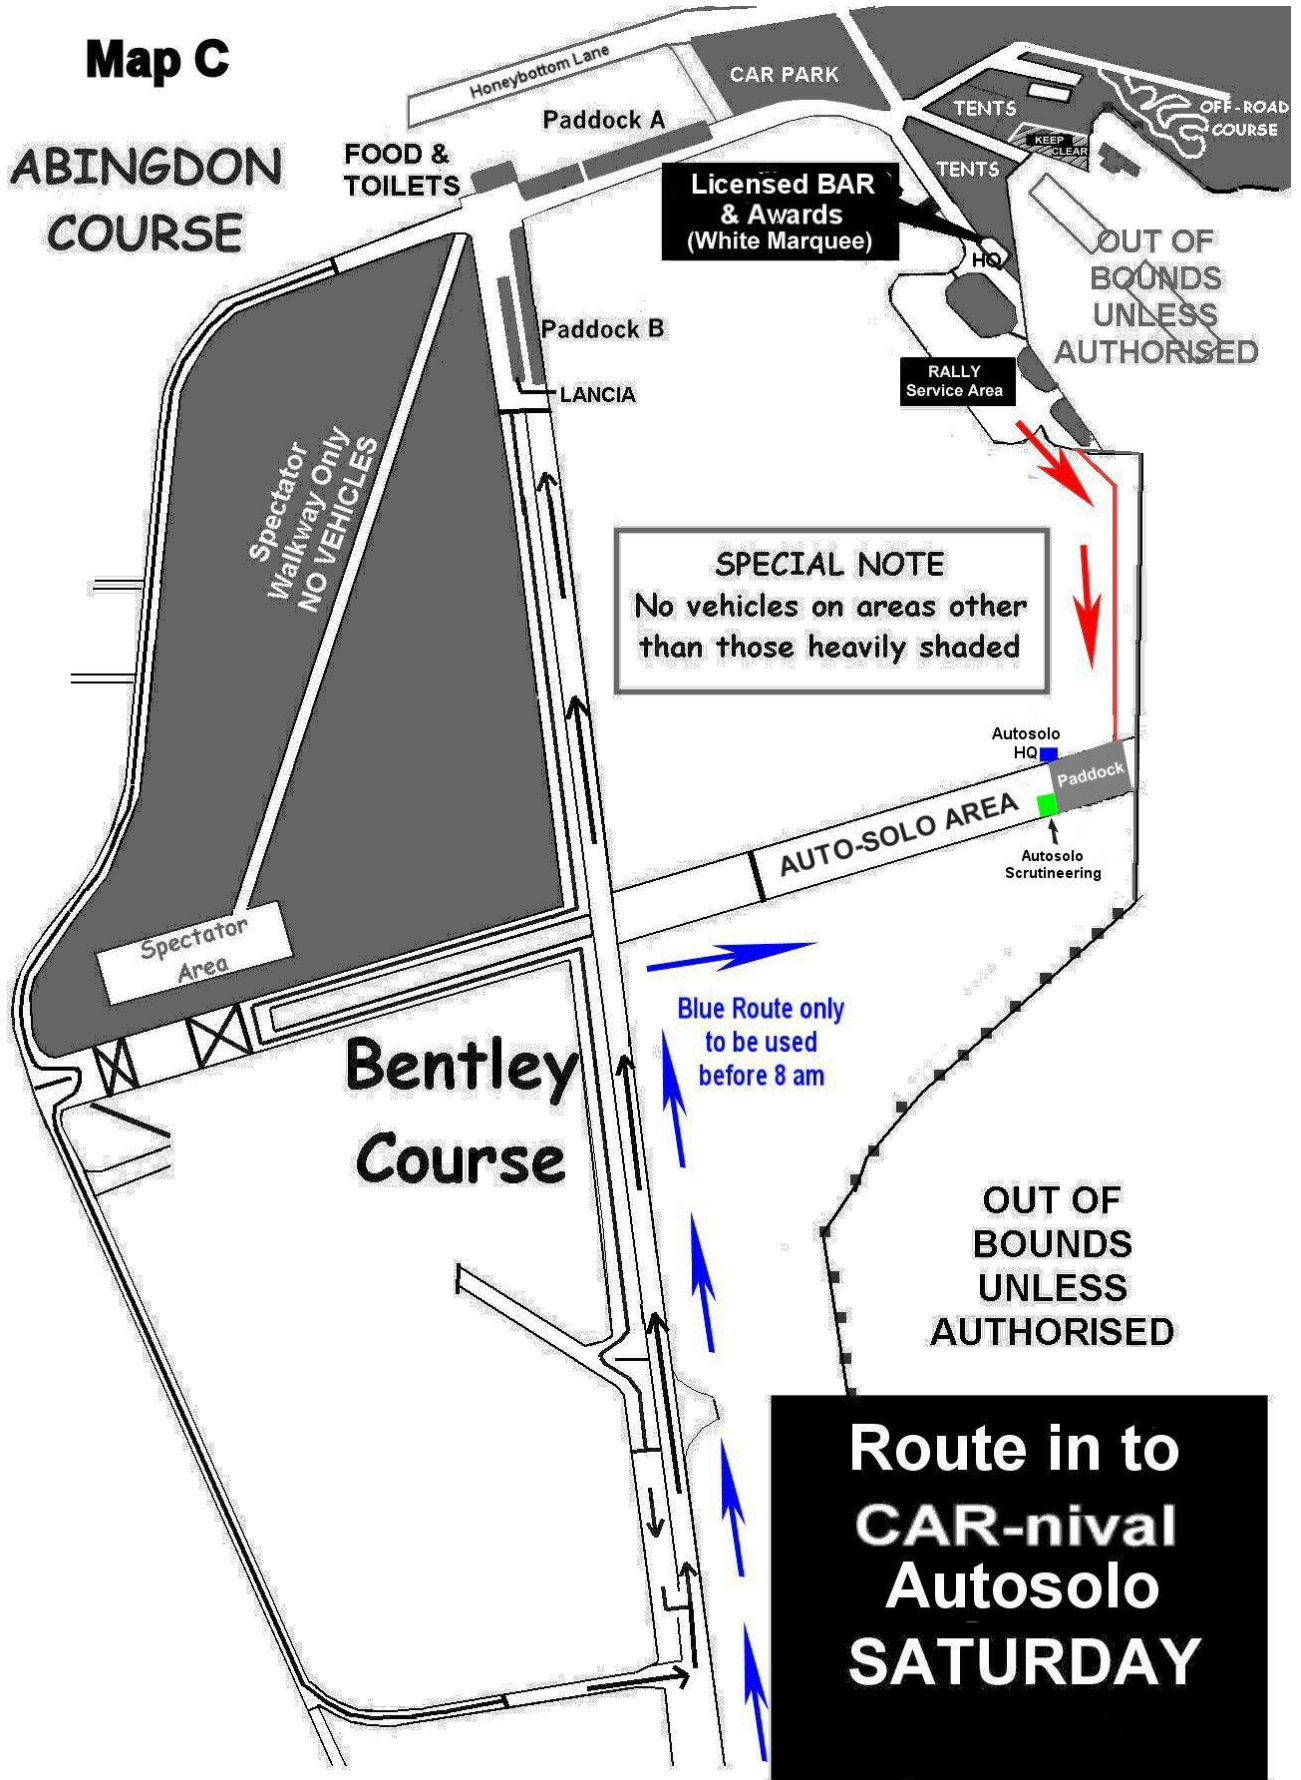 Map C
ABINGDON
COURSE
Honeybottom Lane
CAR PARK
Paddock A
FOOD &
TOILETS
TENTS
OFF-ROAD
COURSE
KEEP
CLEAR
TENTS
Licensed BAR
& Awards
(White Marquee)
HQ
OUT OF
BOUNDS
UNLESS
AUTHORISED
Paddock B
LANCIA
RALLY
Service Area
Spectator
Walkway Only
NO VEHICLES
SPECIAL NOTE
No vehicles on areas other
than those heavily shaded
Autosolo
HQ
Paddock
AUTO-SOLO AREA
Autosolo
Scrutineering
Spectator
Area
Blue Route only
to be used
before 8 am
Bentley
Course
OUT OF
BOUNDS
UNLESS
AUTHORISED
Route in to
CAR-nival
Autosolo
SATURDAY